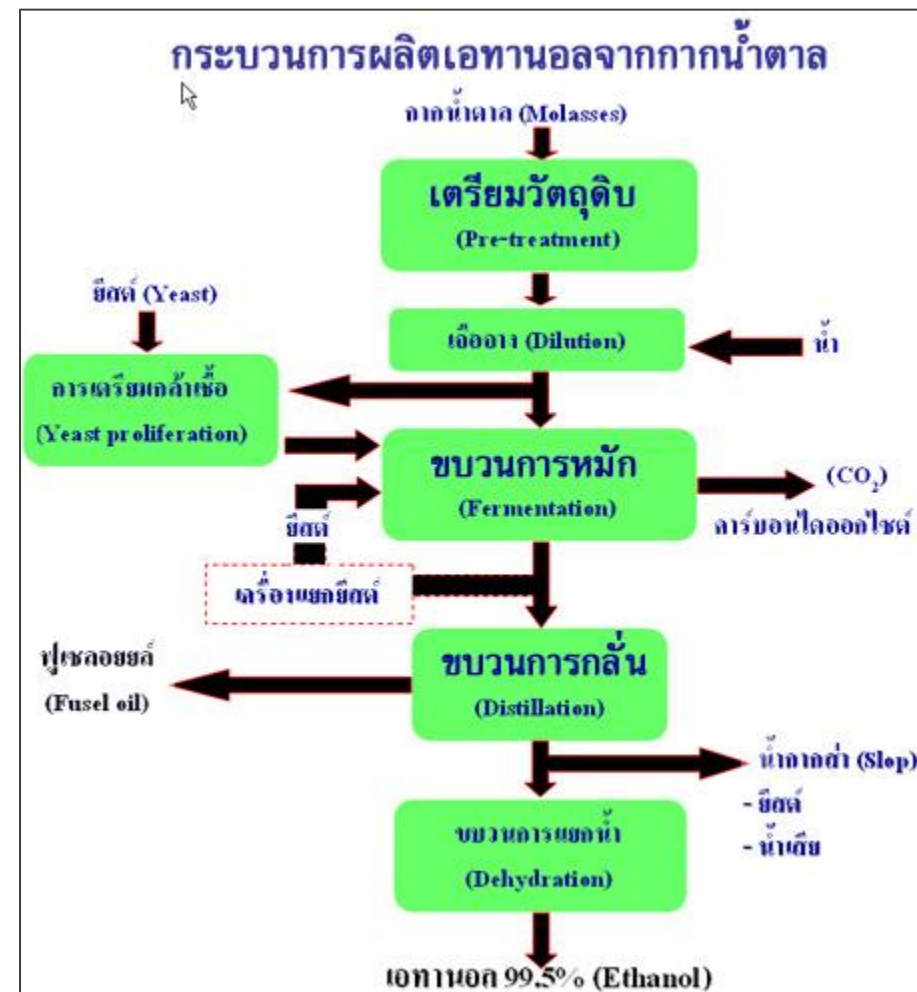 กระบวนการผลิตเอทานอลจากกากน้ำตาล
กากน้ำตาล (Molasses)
เตรียมวัตถุดิบ
(Pre-treatment)
ยีสต์ (Yeast)
เจือจาง (Dilution)
น้ำ
การเตรียมกล้าเชื้อ
(Yeast proliferation)
ขบวนการหมัก
(Fermentation)
(CO₂)
คาร์บอนไดออกไซด์
ยีสต์
เครื่องแยกยีสต์
ฟูเซลออยล์
(Fusel oil)
ขบวนการกลั่น
(Distillation)
น้ำกากส่า (Slop)
- ยีสต์
- น้ำเสีย
ขบวนการแยกน้ำ
(Dehydration)
เอทานอล 99.5% (Ethanol)